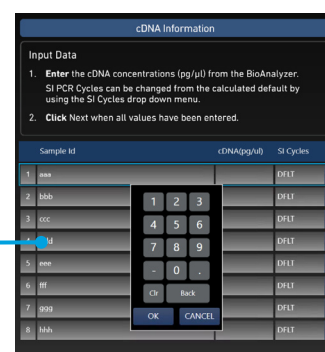 cDNA Information
Input Data
1. Enter the cDNA concentrations (pg/µl) from the BioAnalyzer.
SI PCR Cycles can be changed from the calculated default by
using the SI Cycles drop down menu.
2. Click Next when all values have been entered.
Sample Id cDNA(pg/ul) SI Cycles
1 aaa DFLT
2 bbb DFLT
3 ccc DFLT
DFLT
5 eee DFLT
6 fff DFLT
7 ggg DFLT
8 hhh DFLT
1 2 3
4 5 6
7 8 9
- 0 .
Clr Back
OK CANCEL